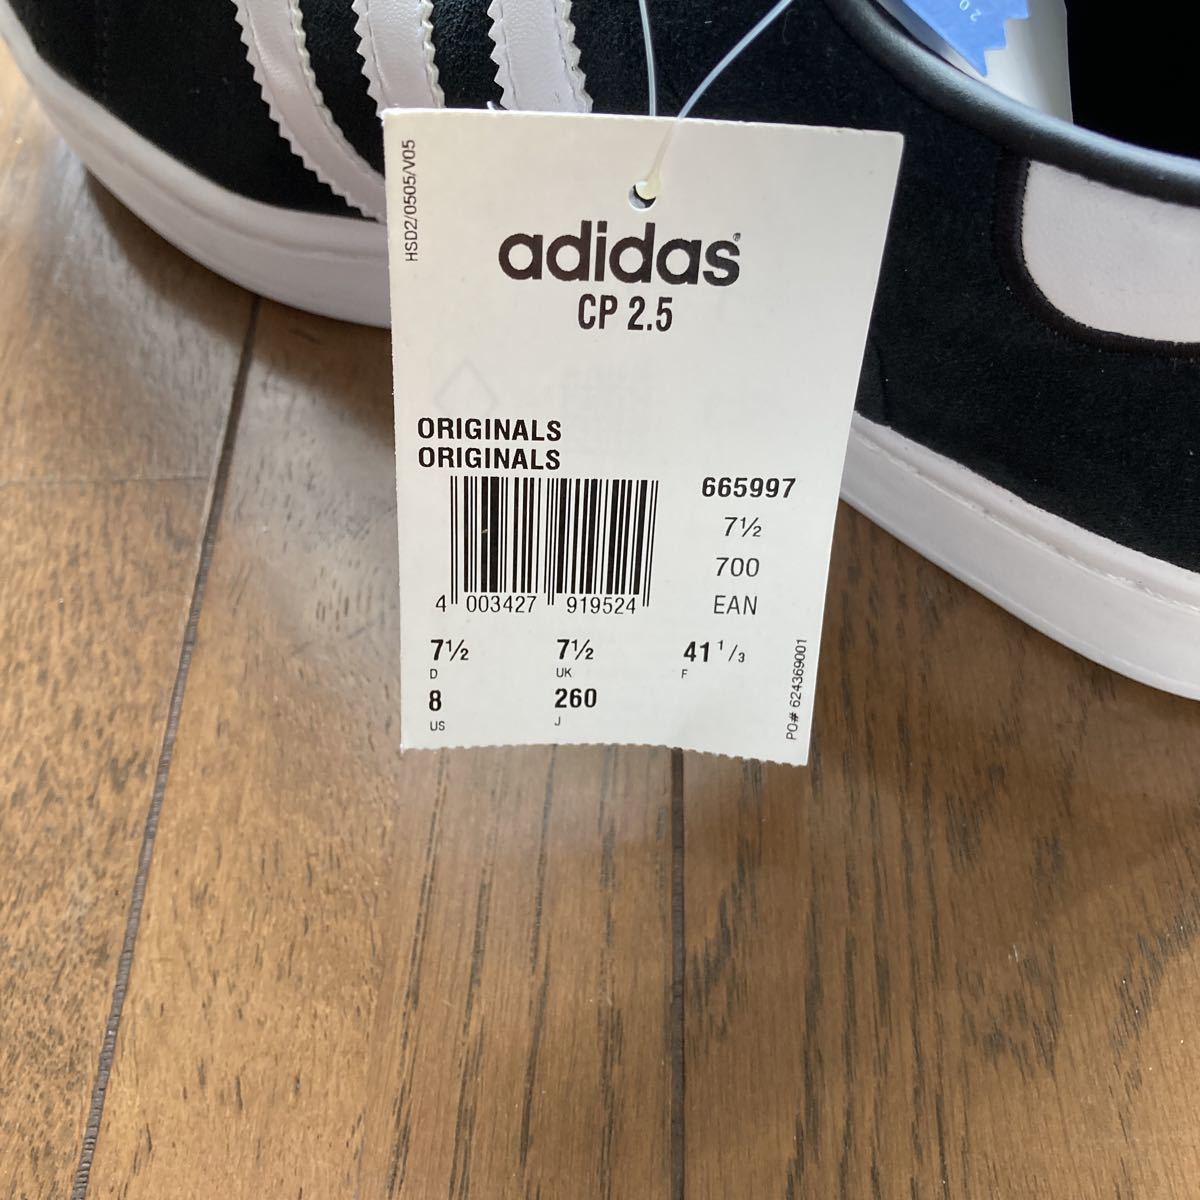 HSD2/0505/V05
adidas®
CP 2.5
ORIGINALS
ORIGINALS
665997
7½
700
EAN
4 003427 919524
7½ 7½ 41 1/3
D UK F
8 260
US J
PO# 624369001
20